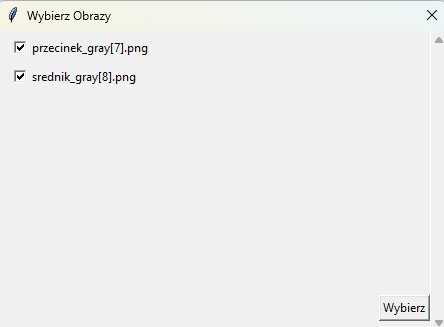 Wybierz Obrazy
przecinek_gray[7].png
srednik_gray[8].png
Wybierz